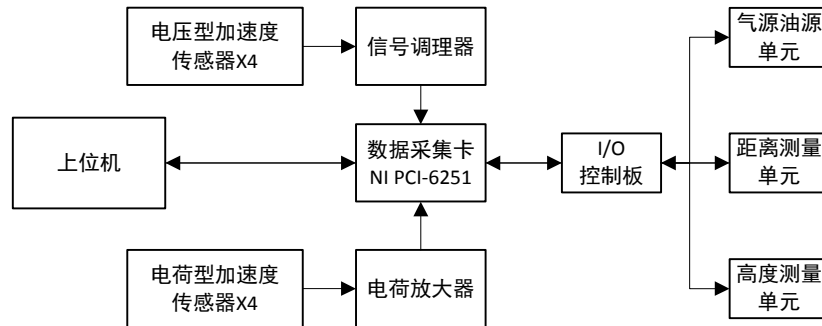 电压型加速度
传感器X4
信号调理器
气源油源
单元
上位机
数据采集卡
NI PCI-6251
I/O
控制板
距离测量
单元
电荷型加速度
传感器X4
电荷放大器
高度测量
单元